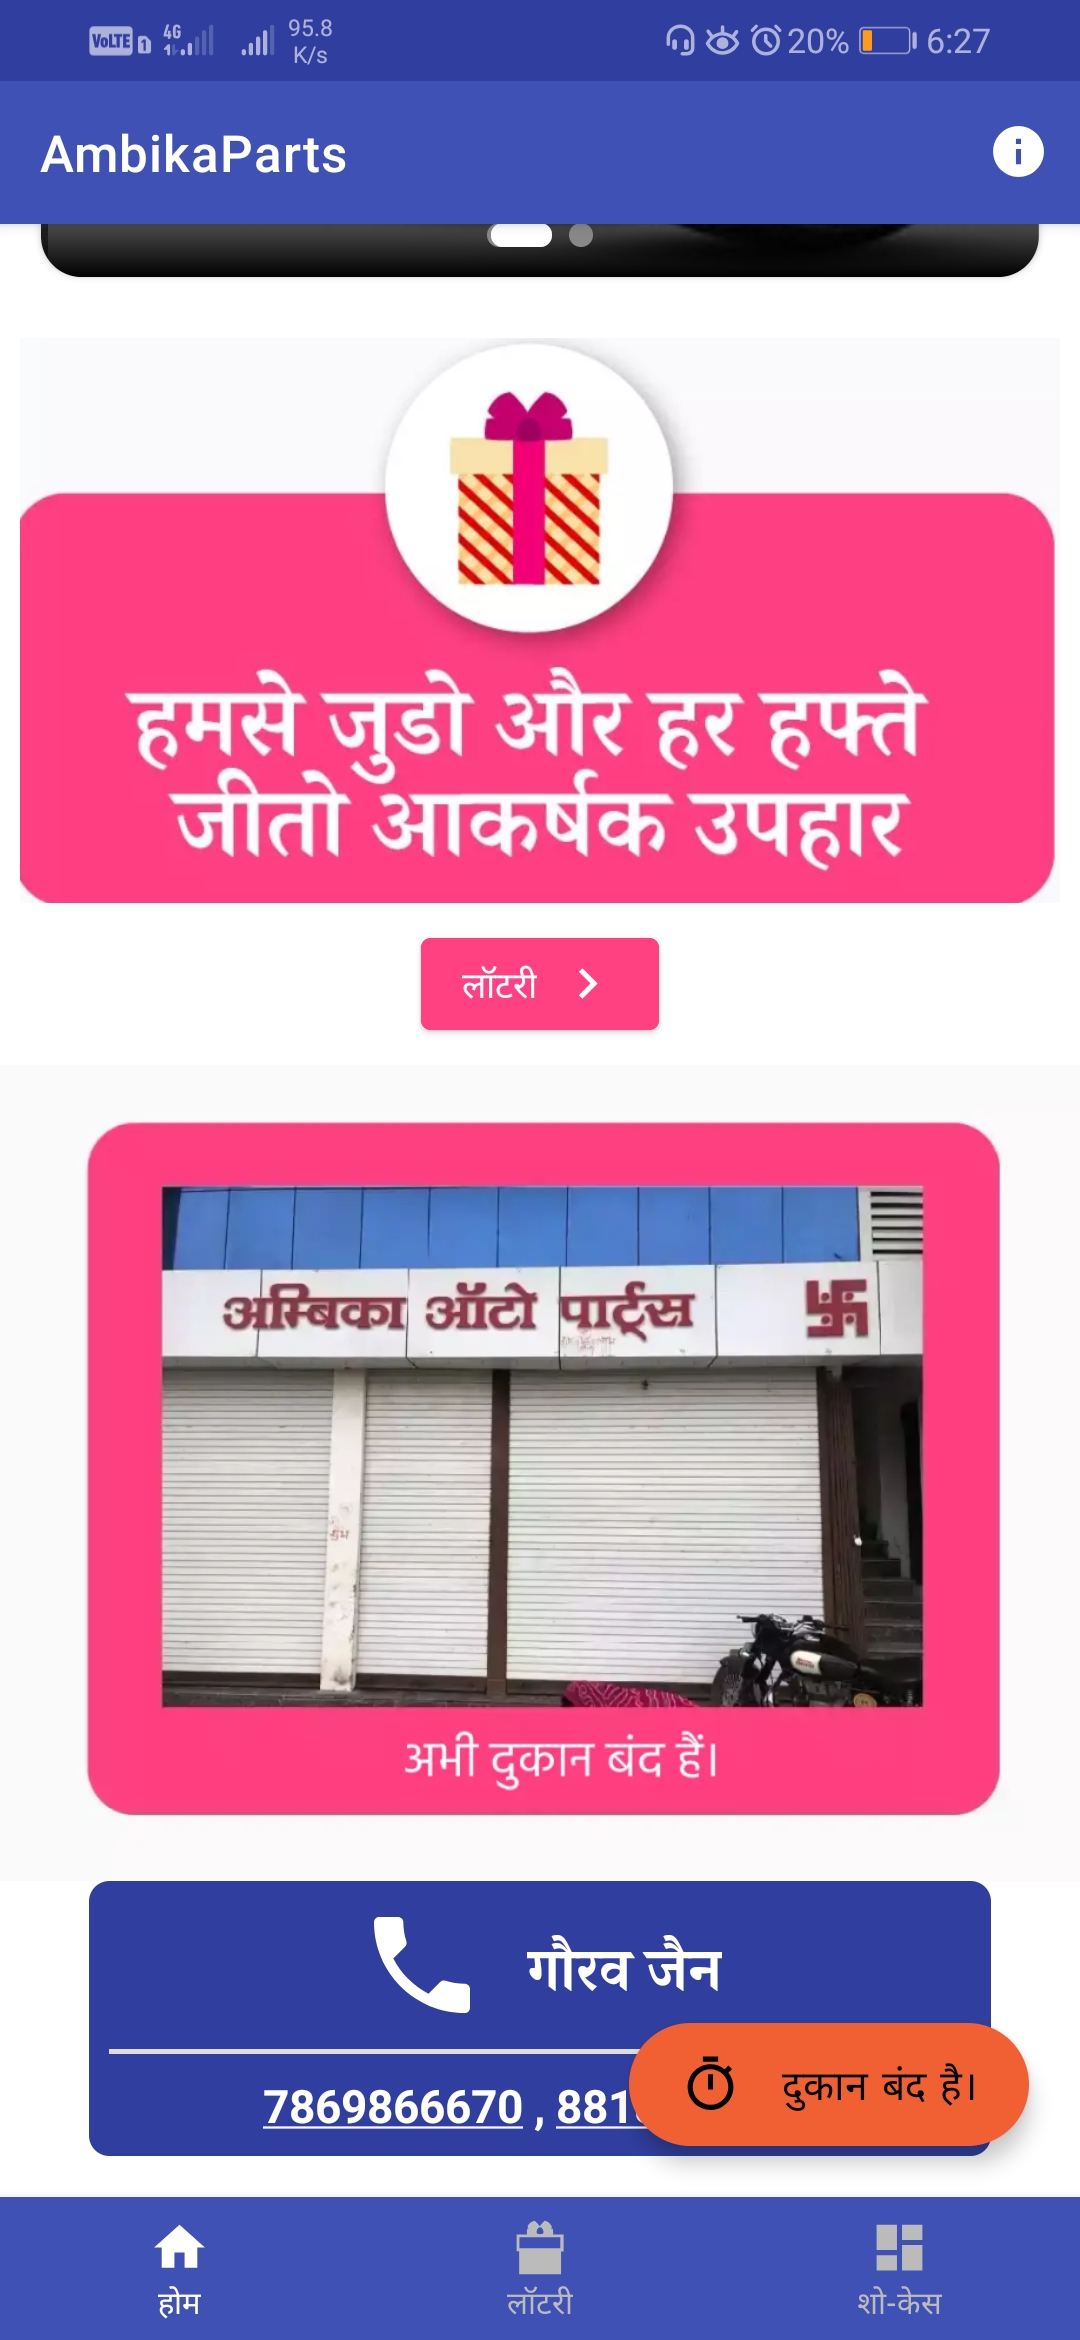 VoLTE 1 4G 95.8 K/s 20% 6:27
AmbikaParts
हमसे जुडो और हर हफ्ते
जीतो आकर्षक उपहार
लॉटरी
अम्बिका ऑटो पार्ट्स
अभी दुकान बंद हैं।
गौरव जैन
7869866670 , 881
दुकान बंद है।
होम लॉटरी शो-केस